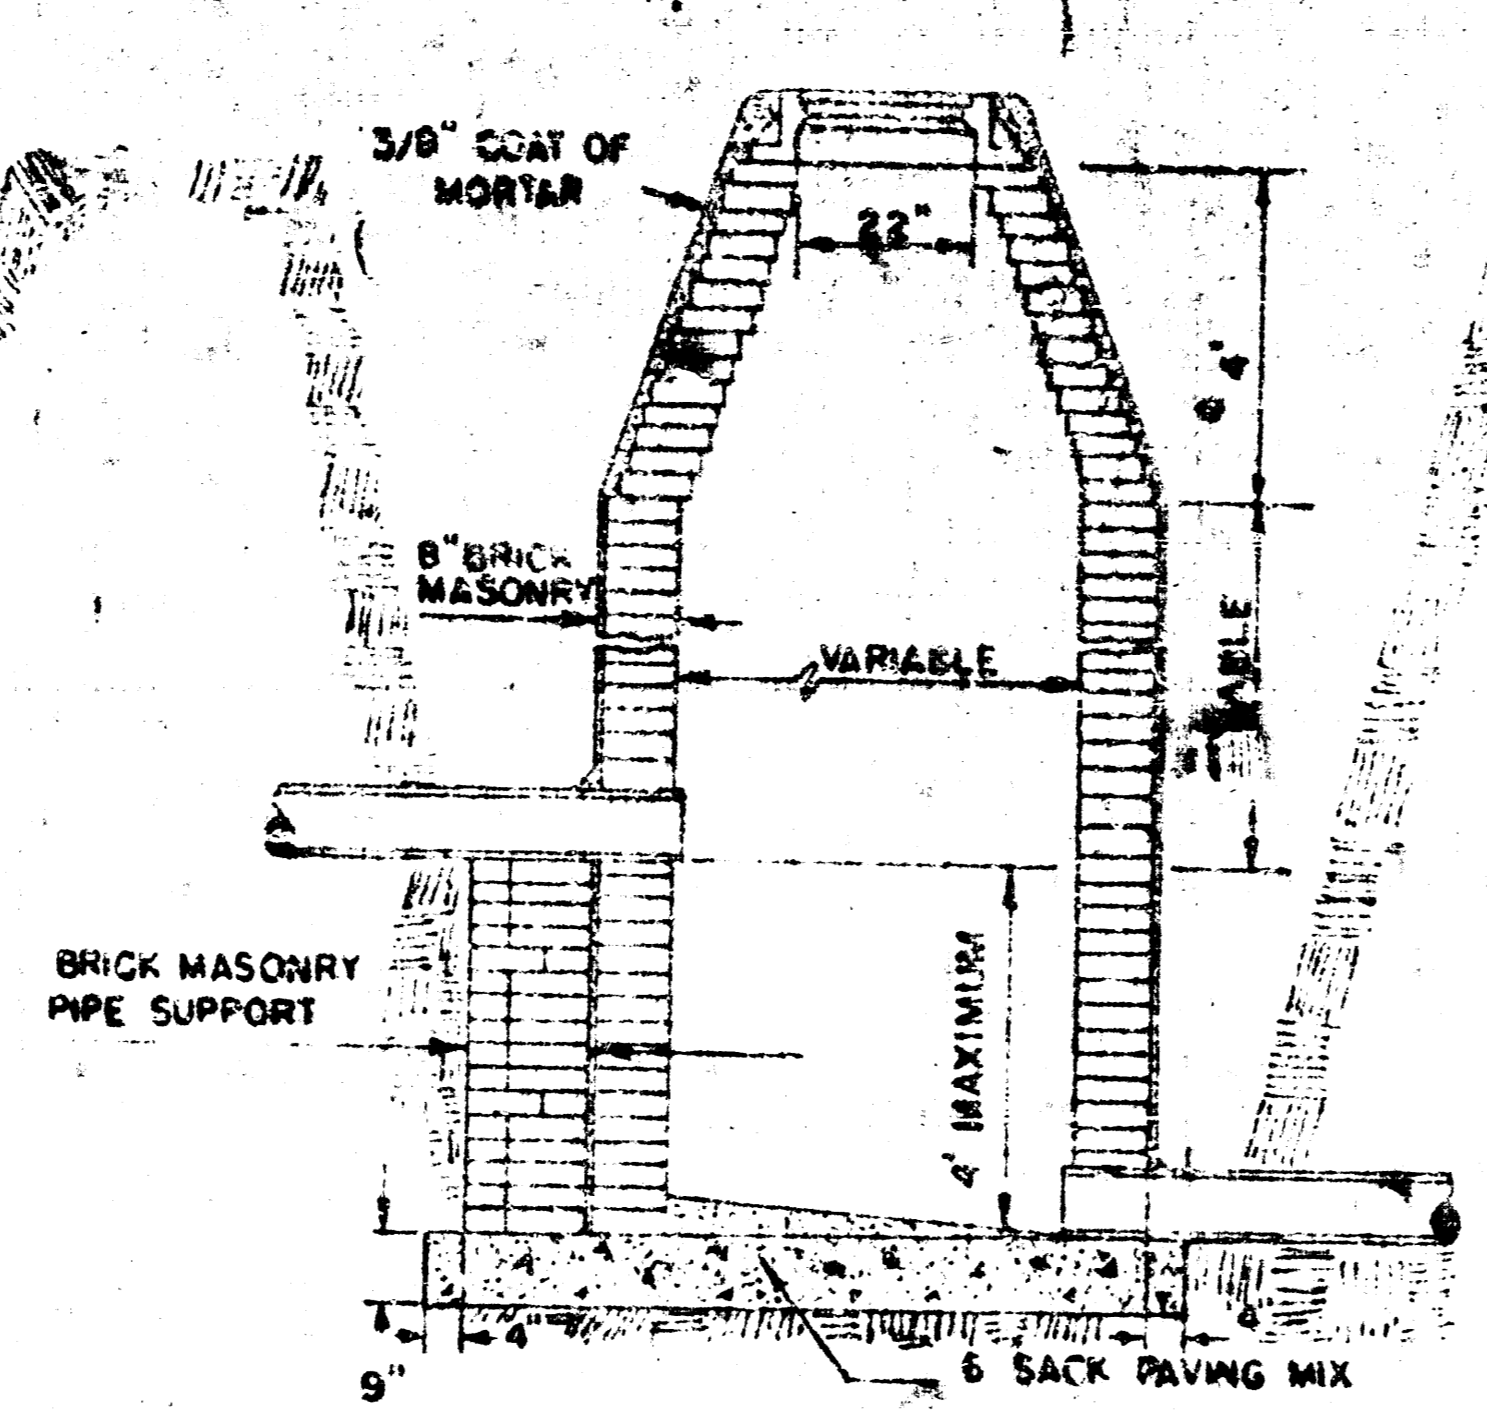 3/8" COAT OF
MORTAR
22"
4"
8" BRICK
MASONRY
VARIABLE
BRICK MASONRY
PIPE SUPPORT
4' MAXIMUM
4"
9"
SACK PAVING MIX